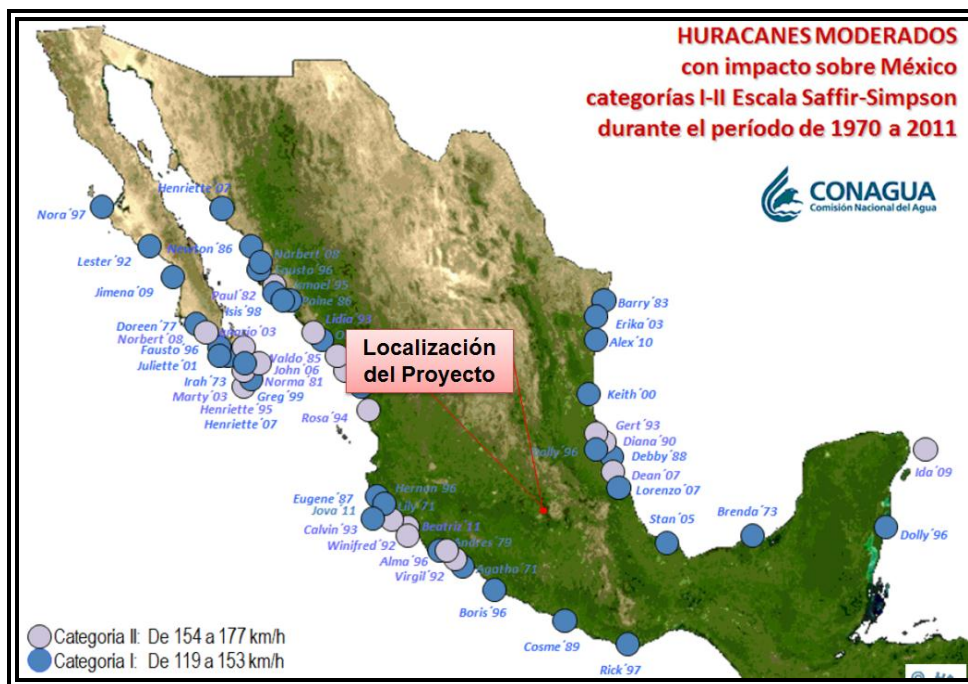 HURACANES MODERADOS
con impacto sobre México
categorías I-II Escala Saffir-Simpson
durante el período de 1970 a 2011
CONAGUA
Comisión Nacional del Agua
Henriette´07
Nora´97
Newton´86
Norbert´08
Lester´92
Fausto´96
Ismael´95
Jimena´09
Paul´82
Paine´86
Isis´98
Barry´83
Erika´03
Lidia´93
Doreen´77
Ignacio´03
Alex´10
Norbert´08
Localización
del Proyecto
Fausto´96
Valdo´85
Juliette´01
John´06
Irah´73
Norma´81
Marty´03
Greg´99
Keith´00
Henriette´95
Rosa´94
Henriette´07
Gert´93
Diana´90
Debby´88
Dean´07
Ida´09
Lorenzo´07
Hernan´96
Eugene´87
Lily´71
Jova´11
Brenda´73
Calvin´93
Beatriz´11
Stan´05
Dolly´96
Winifred´92
Andres´79
Alma´96
Agatha´71
Virgil´92
Boris´96
Cosme´89
Rick´97
Categoria II: De 154 a 177 km/h
Categoria I: De 119 a 153 km/h